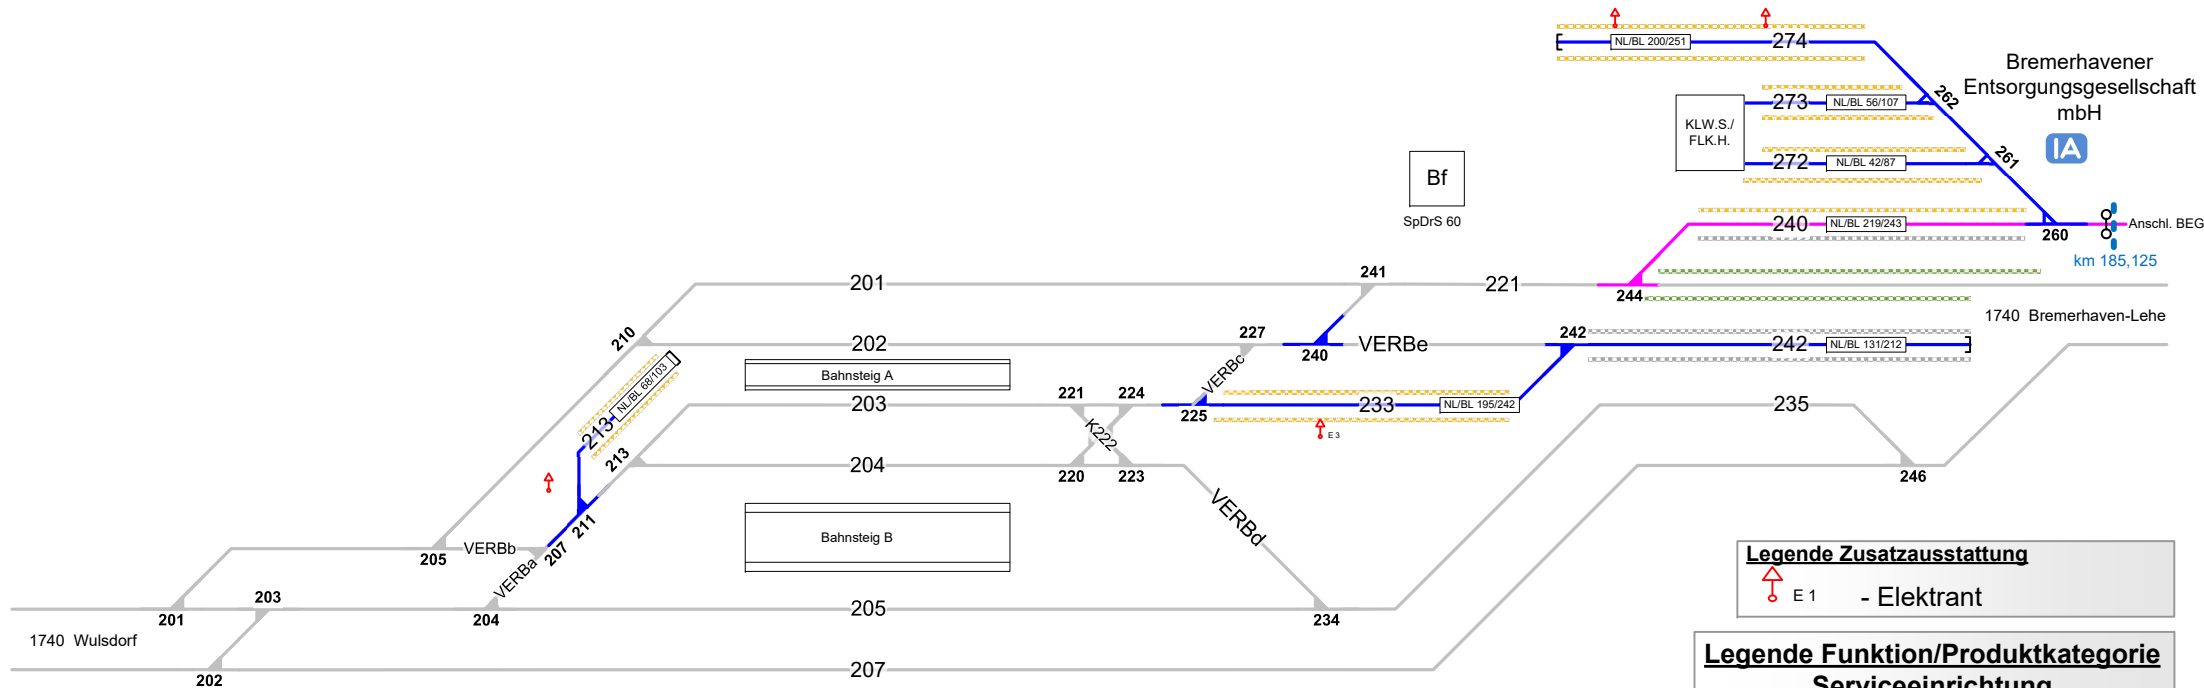 NL/BL 200/251
274
Bremerhavener
Entsorgungsgesellschaft
mbH
IA
262
273
NL/BL 56/107
KLW.S./
FLK.H.
261
272
NL/BL 42/87
Bf
SpDrS 60
240
NL/BL 219/243
260
Anschl. BEG
km 185,125
241
201
221
244
1740 Bremerhaven-Lehe
210
202
227
240
VERBe
242
242
NL/BL 131/212
NL/BL 68/103
213
Bahnsteig A
VERBc
203
221
224
225
233
NL/BL 195/242
235
E 3
K222
213
204
220
223
246
211
VERBd
207
VERBb
205
VERBa
Bahnsteig B
203
201
204
205
234
1740 Wulsdorf
202
207
Legende Zusatzausstattung
E 1 - Elektrant
Legende Funktion/Produktkategorie
Serviceeinrichtung